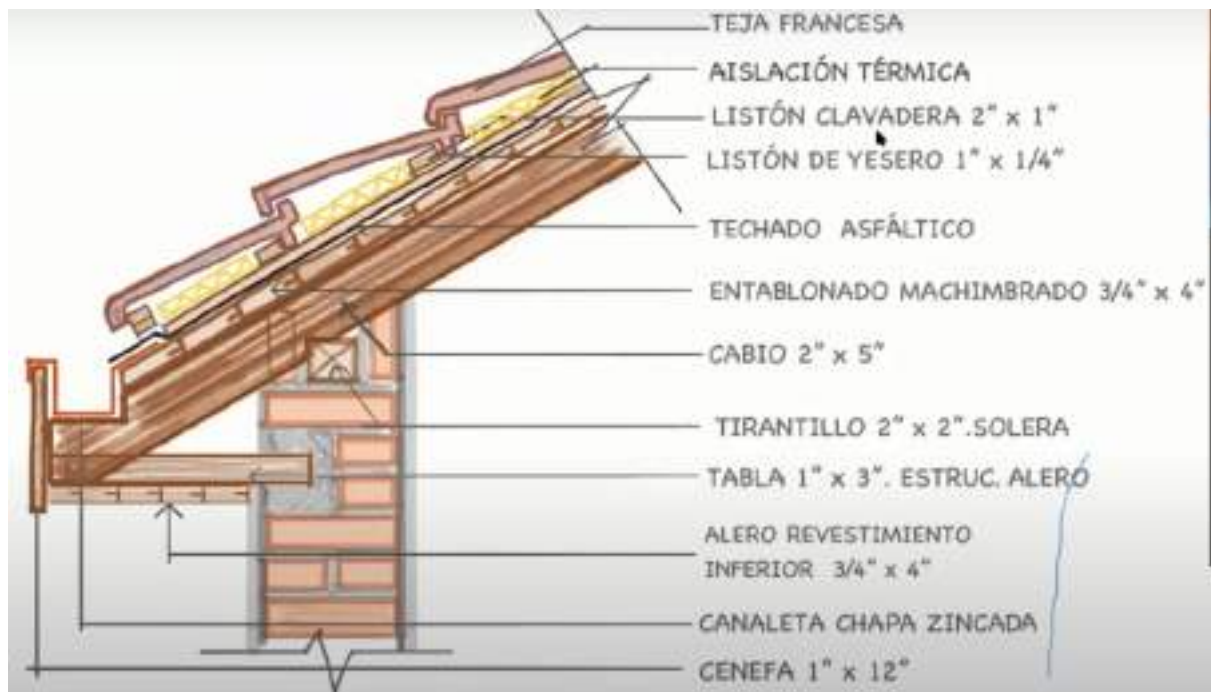 TEJA FRANCESA
AISLACIÓN TÉRMICA
LISTÓN CLAVADERA 2" x 1"
LISTÓN DE YESERO 1" x 1/4"
TECHADO ASFÁLTICO
ENTABLONADO MACHIMBRADO 3/4" x 4"
CABIO 2" x 5"
TIRANTILLO 2" x 2".SOLERA
TABLA 1" x 3". ESTRUC. ALERO
ALERO REVESTIMIENTO
INFERIOR 3/4" x 4"
CANALETA CHAPA ZINCADA
CENEFA 1" x 12"